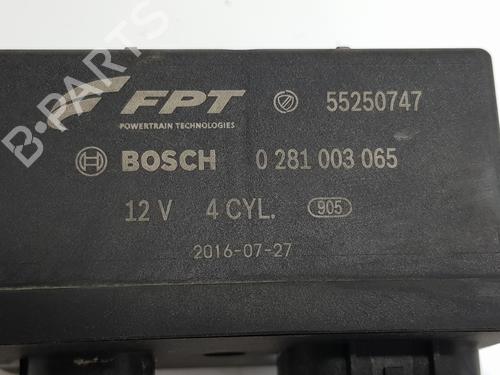 FPT 55250747
POWERTRAIN TECHNOLOGIES
BOSCH 0 281 003 065
12 V 4 CYL. 905
2016-07-27
B-PARTS